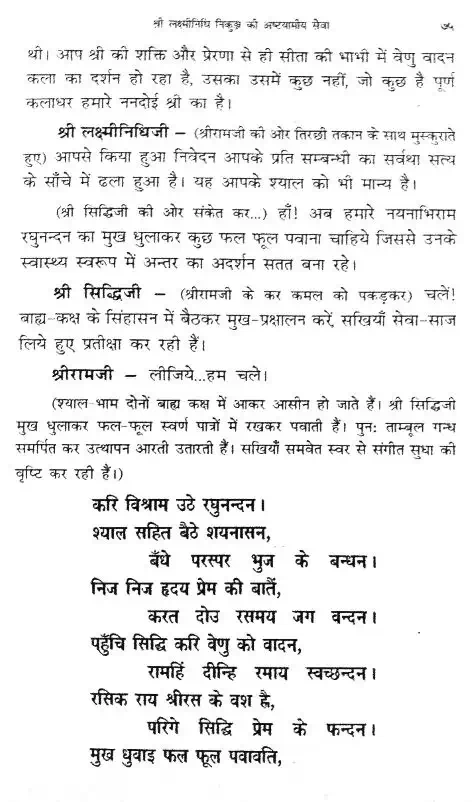 श्री लक्ष्मीनिधि निकुञ्ज की अष्टयामीय सेवा ७५
थी। आप श्री की शक्ति और प्रेरणा से ही सीता की भाभी में वेणु वादन
कला का दर्शन हो रहा है, उसका उसमें कुछ नहीं, जो कुछ है पूर्ण
कलाधर हमारे ननदोई श्री का है।
श्री लक्ष्मीनिधिजी – (श्रीरामजी की ओर तिरछी तकान के साथ मुस्कुराते
हुए) आपसे किया हुआ निवेदन आपके प्रति सम्बन्धी का सर्वथा सत्य
के साँचे में ढला हुआ है। यह आपके श्याल को भी मान्य है।
(श्री सिद्धिजी की ओर संकेत कर...) हाँ! अब हमारे नयनाभिराम
रघुनन्दन का मुख धुलाकर कुछ फल फूल पवाना चाहिये जिससे उनके
स्वास्थ्य स्वरूप में अन्तर का अदर्शन सतत बना रहे।
श्री सिद्धिजी – (श्रीरामजी के कर कमल को पकड़कर) चलें!
वाह्य-कक्ष के सिंहासन में बैठकर मुख-प्रक्षालन करें, सखियाँ सेवा-साज
लिये हुए प्रतीक्षा कर रही हैं।
श्रीरामजी – लीजिये...हम चले।
(श्याल-भाम दोनों बाह्य कक्ष में आकर आसीन हो जाते हैं। श्री सिद्धिजी
मुख धुलाकर फल-फूल स्वर्ण पात्रों में रखकर पवाती हैं। पुनः ताम्बूल गन्ध
समर्पित कर उत्थापन आरती उतारती हैं। सखियाँ समवेत स्वर से संगीत सुधा की
वृष्टि कर रही हैं।)
करि विश्राम उठे रघुनन्दन।
श्याल सहित बैठे शयनासन,
बँधे परस्पर भुज के बन्धन।
निज निज हृदय प्रेम की बातैं,
करत दोउ रसमय जग वन्दन।
पहुँचि सिद्धि करि वेणु को वादन,
रामहिं दीन्हि रमाय स्वच्छन्दन।
रसिक राय श्रीरस के वश ह्वै,
परिगे सिद्धि प्रेम के फन्दन।
मुख धुवाइ फल फूल पवावति,